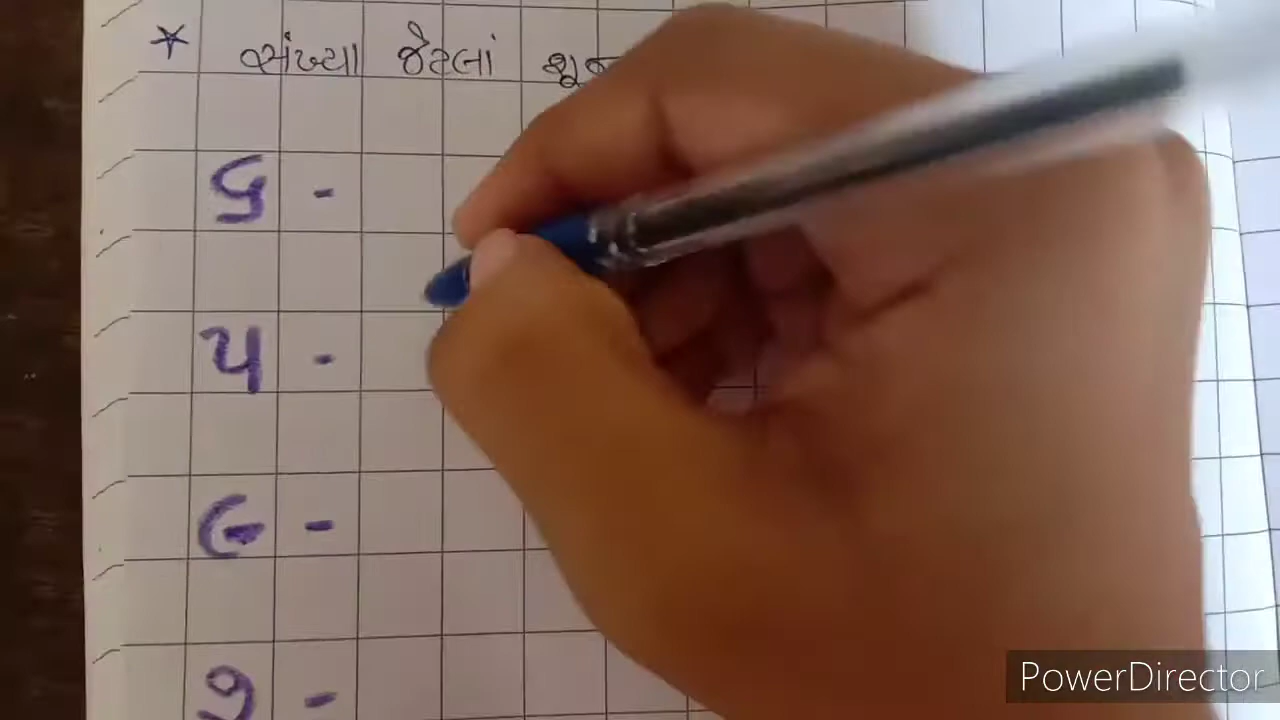 * સંખ્યા જેટલાં
૬ -
૫ -
૯ -
૭ -
PowerDirector